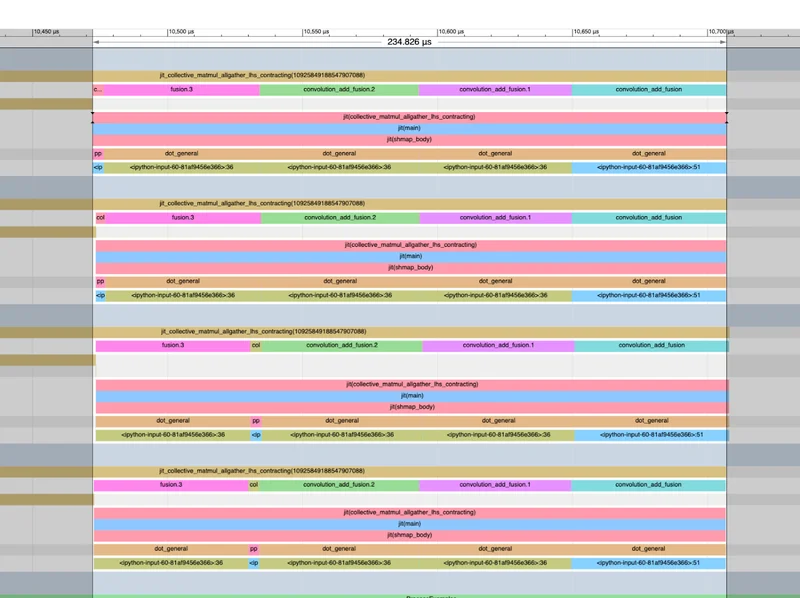 10,450 µs 10,500 µs 10,550 µs 10,600 µs 10,650 µs 10,700 µs
234.826 µs
jit_collective_matmul_allgather_lhs_contracting(10925849188547907088)
c... fusion.3 convolution_add_fusion.2 convolution_add_fusion.1 convolution_add_fusion
jit(collective_matmul_allgather_lhs_contracting)
jit(main)
jit(shmap_body)
pp dot_general dot_general dot_general dot_general
<ip <ipython-input-60-81af9456e366>:36 <ipython-input-60-81af9456e366>:36 <ipython-input-60-81af9456e366>:36 <ipython-input-60-81af9456e366>:51
jit_collective_matmul_allgather_lhs_contracting(10925849188547907088)
col fusion.3 convolution_add_fusion.2 convolution_add_fusion.1 convolution_add_fusion
jit(collective_matmul_allgather_lhs_contracting)
jit(main)
jit(shmap_body)
pp dot_general dot_general dot_general dot_general
<ip <ipython-input-60-81af9456e366>:36 <ipython-input-60-81af9456e366>:36 <ipython-input-60-81af9456e366>:36 <ipython-input-60-81af9456e366>:51
jit_collective_matmul_allgather_lhs_contracting(10925849188547907088)
fusion.3 col convolution_add_fusion.2 convolution_add_fusion.1 convolution_add_fusion
jit(collective_matmul_allgather_lhs_contracting)
jit(main)
jit(shmap_body)
dot_general pp dot_general dot_general dot_general
<ipython-input-60-81af9456e366>:36 <ip <ipython-input-60-81af9456e366>:36 <ipython-input-60-81af9456e366>:36 <ipython-input-60-81af9456e366>:51
jit_collective_matmul_allgather_lhs_contracting(10925849188547907088)
fusion.3 col convolution_add_fusion.2 convolution_add_fusion.1 convolution_add_fusion
jit(collective_matmul_allgather_lhs_contracting)
jit(main)
jit(shmap_body)
dot_general pp dot_general dot_general dot_general
<ipython-input-60-81af9456e366>:36 <ip <ipython-input-60-81af9456e366>:36 <ipython-input-60-81af9456e366>:36 <ipython-input-60-81af9456e366>:51